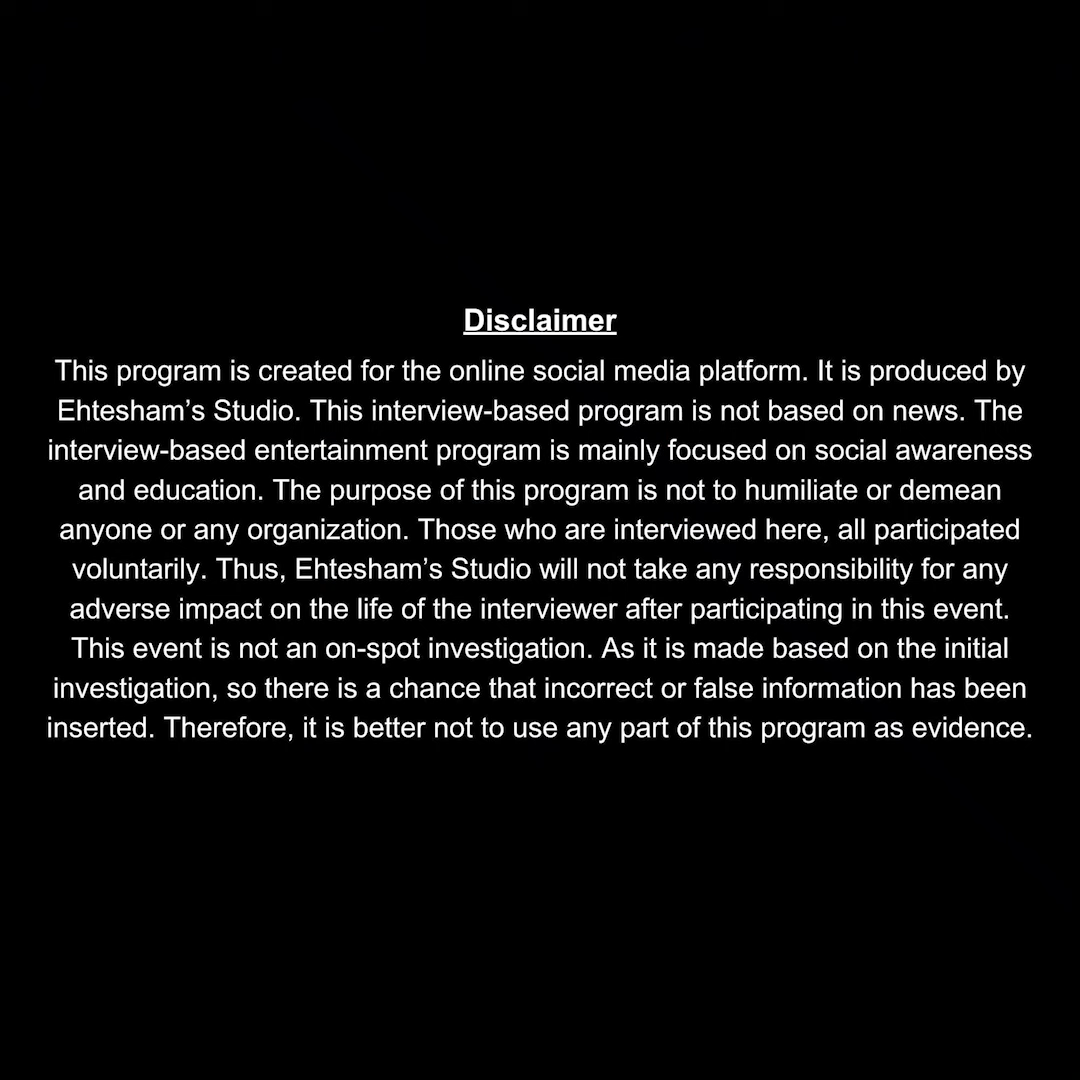 Disclaimer
This program is created for the online social media platform. It is produced by
Ehtesham’s Studio. This interview-based program is not based on news. The
interview-based entertainment program is mainly focused on social awareness
and education. The purpose of this program is not to humiliate or demean
anyone or any organization. Those who are interviewed here, all participated
voluntarily. Thus, Ehtesham’s Studio will not take any responsibility for any
adverse impact on the life of the interviewer after participating in this event.
This event is not an on-spot investigation. As it is made based on the initial
investigation, so there is a chance that incorrect or false information has been
inserted. Therefore, it is better not to use any part of this program as evidence.